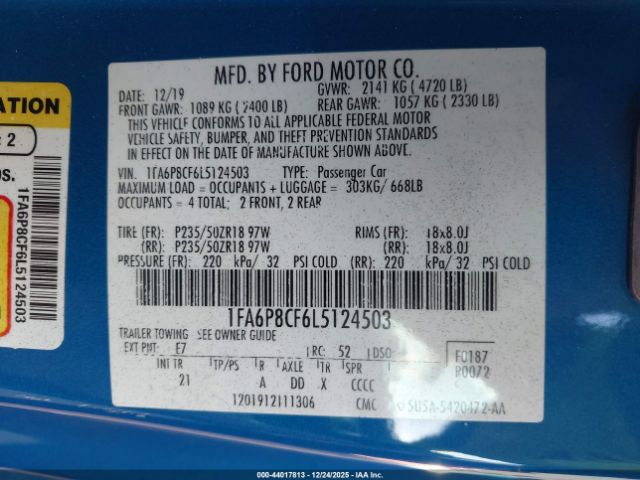 MFD. BY FORD MOTOR CO.
DATE: 12/19 GVWR: 2141 KG ( 4720 LB)
FRONT GAWR: 1089 KG ( 2400 LB) REAR GAWR: 1057 KG ( 2330 LB)
THIS VEHICLE CONFORMS TO ALL APPLICABLE FEDERAL MOTOR
VEHICLE SAFETY, BUMPER, AND THEFT PREVENTION STANDARDS
IN EFFECT ON THE DATE OF MANUFACTURE SHOWN ABOVE.
VIN: 1FA6P8CF6L5124503 TYPE: Passenger Car
MAXIMUM LOAD = OCCUPANTS + LUGGAGE = 303KG/ 668LB
OCCUPANTS = 4 TOTAL: 2 FRONT, 2 REAR
TIRE (FR): P235/50ZR18 97W RIMS (FR): 18x8.0J
(RR): P235/50ZR18 97W (RR): 18x8.0J
PRESSURE (FR): 220 kPa/ 32 PSI COLD (RR): 220 kPa/ 32 PSI COLD
1FA6P8CF6L5124503
TRAILER TOWING - SEE OWNER GUIDE
EXT PNT: E7 RC: 52 DSO: F0187
R0072
INT TR TP/PS R AXLE TR SPR
21 A DD X CCCC
1201912111306 CMC
ATION
2
OS.
1FA6P8CF6L5124503
000-44017813 - 12/24/2025 - IAAI.COM